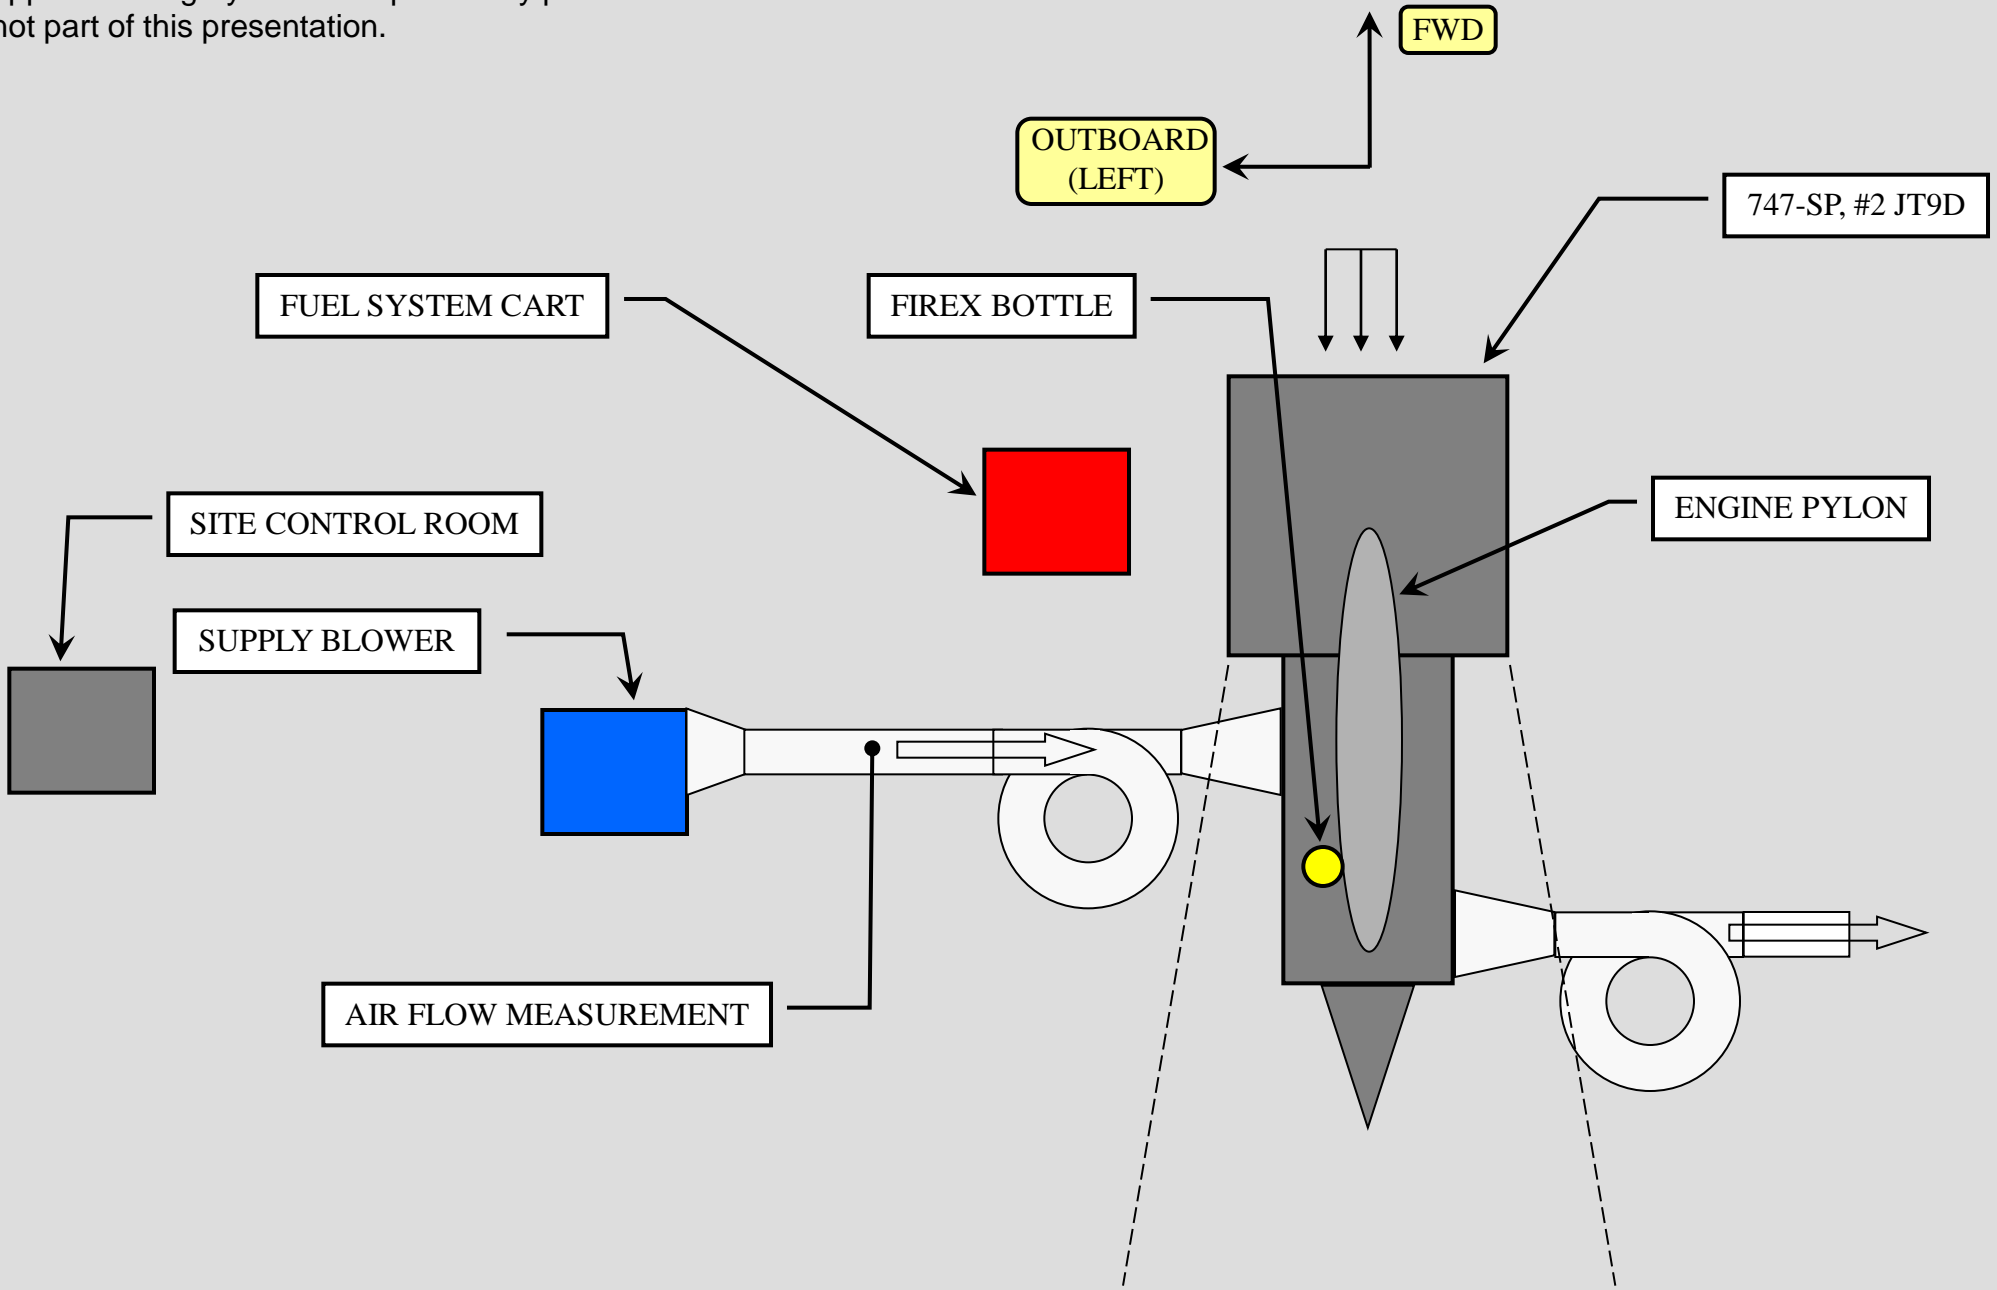 not part of this presentation.
FWD
OUTBOARD
(LEFT)
747-SP, #2 JT9D
FUEL SYSTEM CART
FIREX BOTTLE
ENGINE PYLON
SITE CONTROL ROOM
SUPPLY BLOWER
AIR FLOW MEASUREMENT